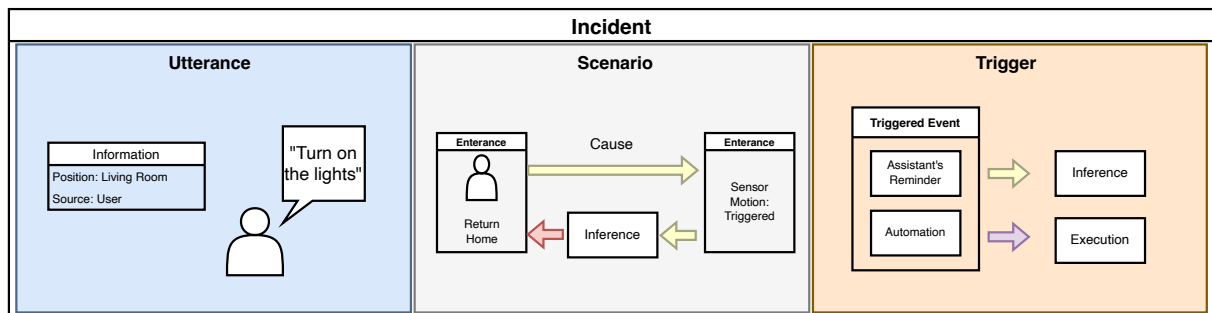 Incident
Utterance
Information
Position: Living Room
Source: User
"Turn on
the lights"
Scenario
Enterance
Return
Home
Cause
Inference
Enterance
Sensor
Motion:
Triggered
Trigger
Triggered Event
Assistant's
Reminder
Automation
Inference
Execution